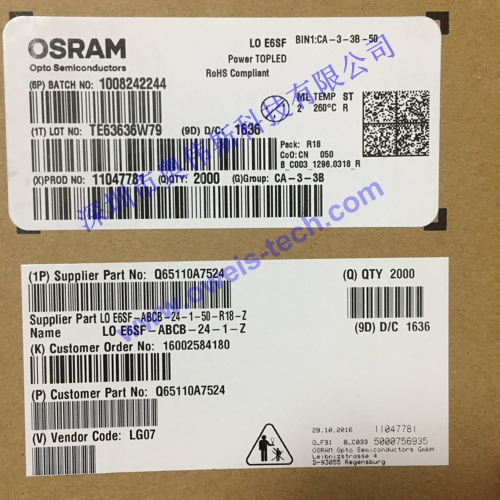 OSRAM
Opto Semiconductors
LO E6SF BIN1:CA-3-3B-50
Power TOPLED
RoHS Compliant
(6P) BATCH NO: 1008242244
ML TEMP ST
2 260°C R
(1T) LOT NO: TE63636W79 (9D) D/C: 1636
Pack: R18
CoO: CN 050
B_C003_1296.0318_R
(X)PROD NO: 11047781 (Q)QTY: 2000 (G)Group: CA-3-3B
深圳市奥伟斯科技有限公司
www.oweis-tech.com
(1P) Supplier Part No: Q65110A7524 (Q) QTY 2000
Supplier Part LO E6SF-ABCB-24-1-50-R18-Z
Name LO E6SF-ABCB-24-1-Z
(9D) D/C 1636
(K) Customer Order No: 16002584180
(P) Customer Part No: Q65110A7524
(V) Vendor Code: LG07
29.10.2016 11047781
O_F31 B_C033 5000756935
OSRAM Opto Semiconductors GmbH
Leibnizstrasse 4
D-93055 Regensburg